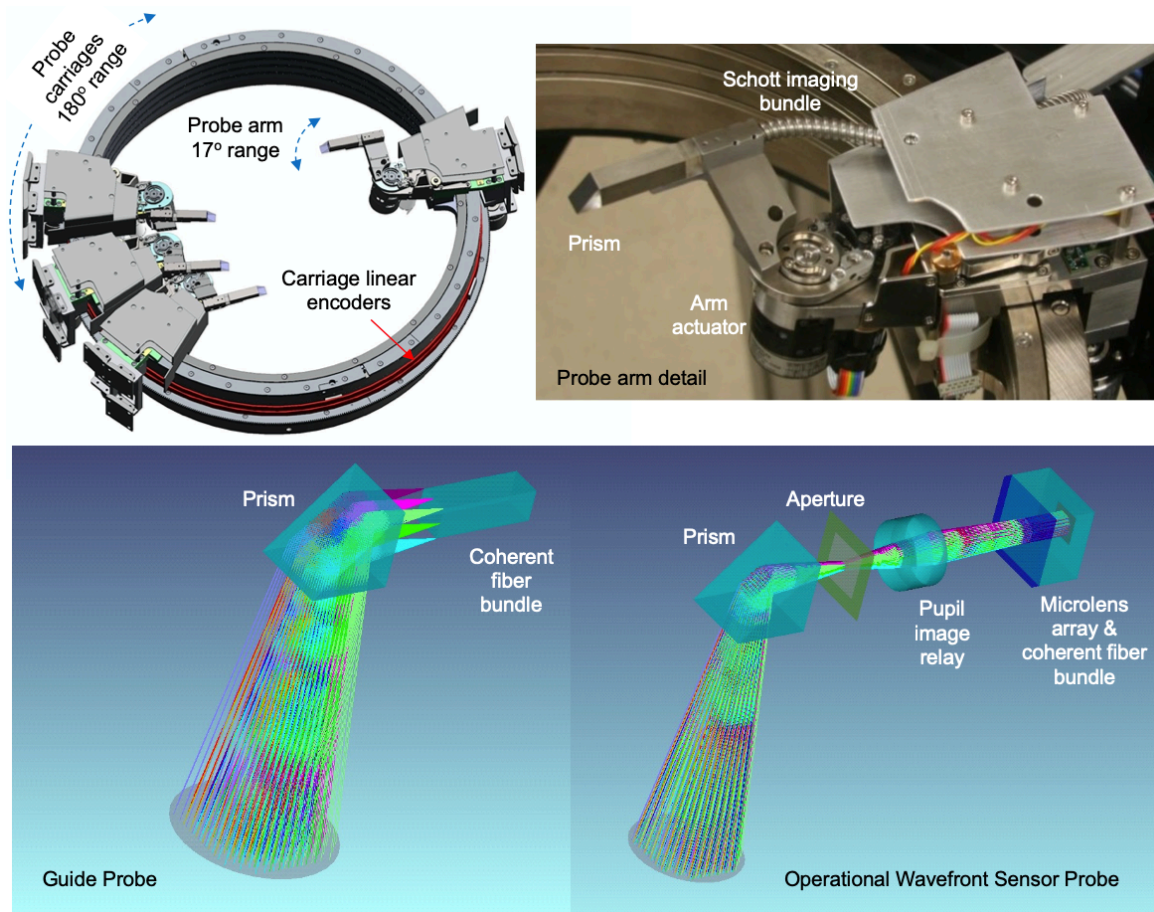 Probe
carriages
180º range
Probe arm
17º range
Carriage linear
encoders
Schott imaging
bundle
Prism
Arm
actuator
Probe arm detail
Prism
Coherent
fiber
bundle
Guide Probe
Aperture
Prism
Pupil
image
relay
Microlens
array &
coherent fiber
bundle
Operational Wavefront Sensor Probe